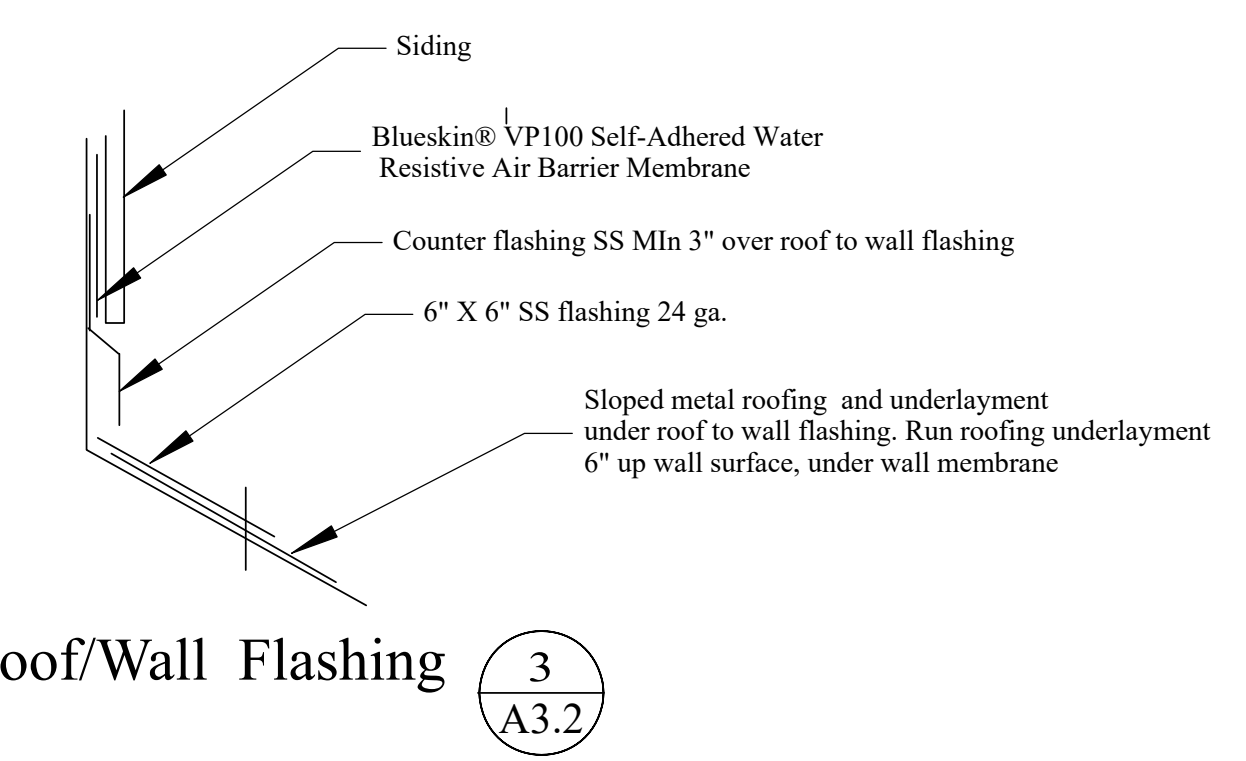 Siding
Blueskin® VP100 Self-Adhered Water
Resistive Air Barrier Membrane
Counter flashing SS MIn 3" over roof to wall flashing
6" X 6" SS flashing 24 ga.
Sloped metal roofing and underlayment
under roof to wall flashing. Run roofing underlayment
6" up wall surface, under wall membrane
oof/Wall Flashing
3
A3.2